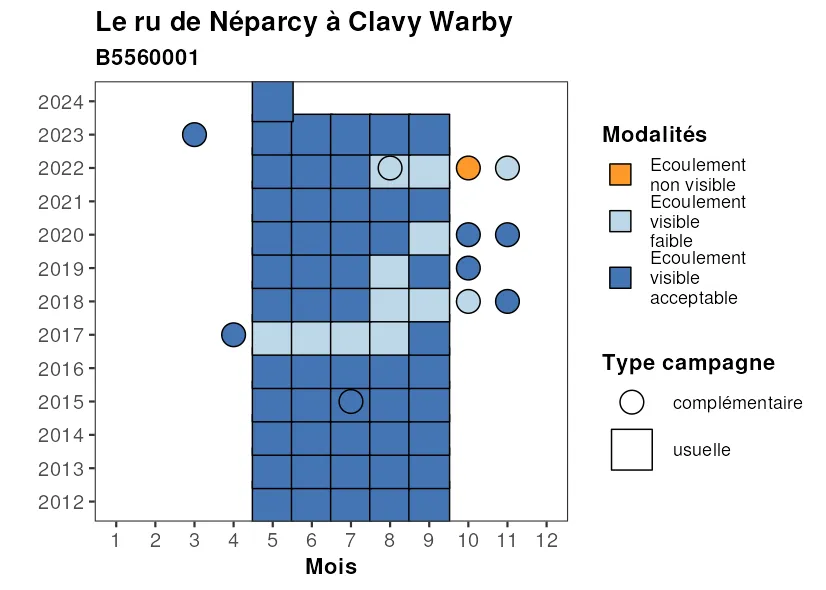 Le ru de Néparcy à Clavy Warby
B5560001
2024
2023
2022
2021
2020
2019
2018
2017
2016
2015
2014
2013
2012
1 2 3 4 5 6 7 8 9 10 11 12
Mois
Modalités
Ecoulement
non visible
Ecoulement
visible
faible
Ecoulement
visible
acceptable
Type campagne
complémentaire
usuelle